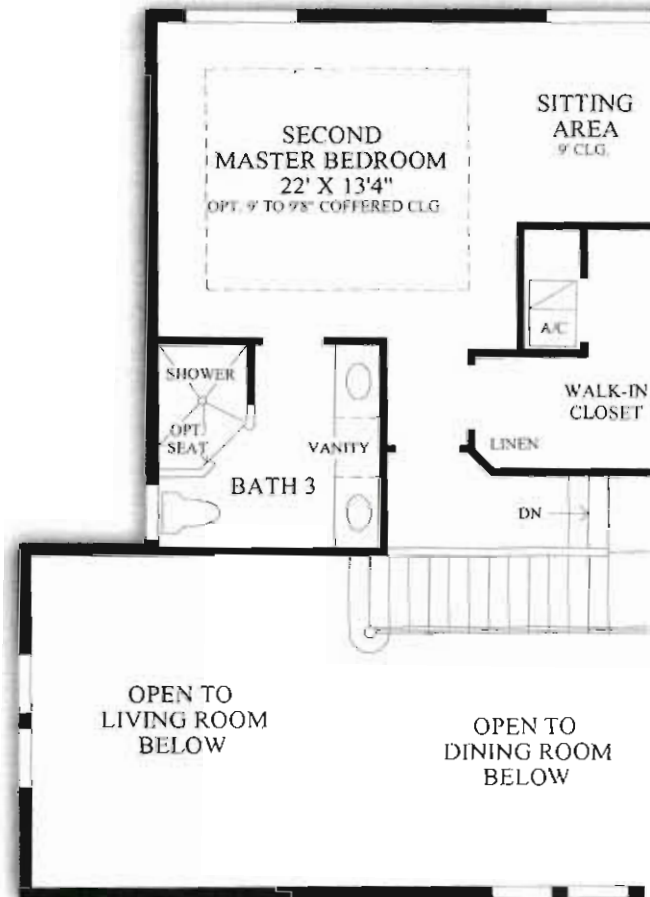 SECOND
MASTER BEDROOM
22' X 13'4"
OPT. 9' TO 9'8" COFFERED CLG
SITTING
AREA
9' CLG.
A/C
SHOWER
OPT.
SEAT
VANITY
BATH 3
WALK-IN
CLOSET
LINEN
DN
OPEN TO
LIVING ROOM
BELOW
OPEN TO
DINING ROOM
BELOW